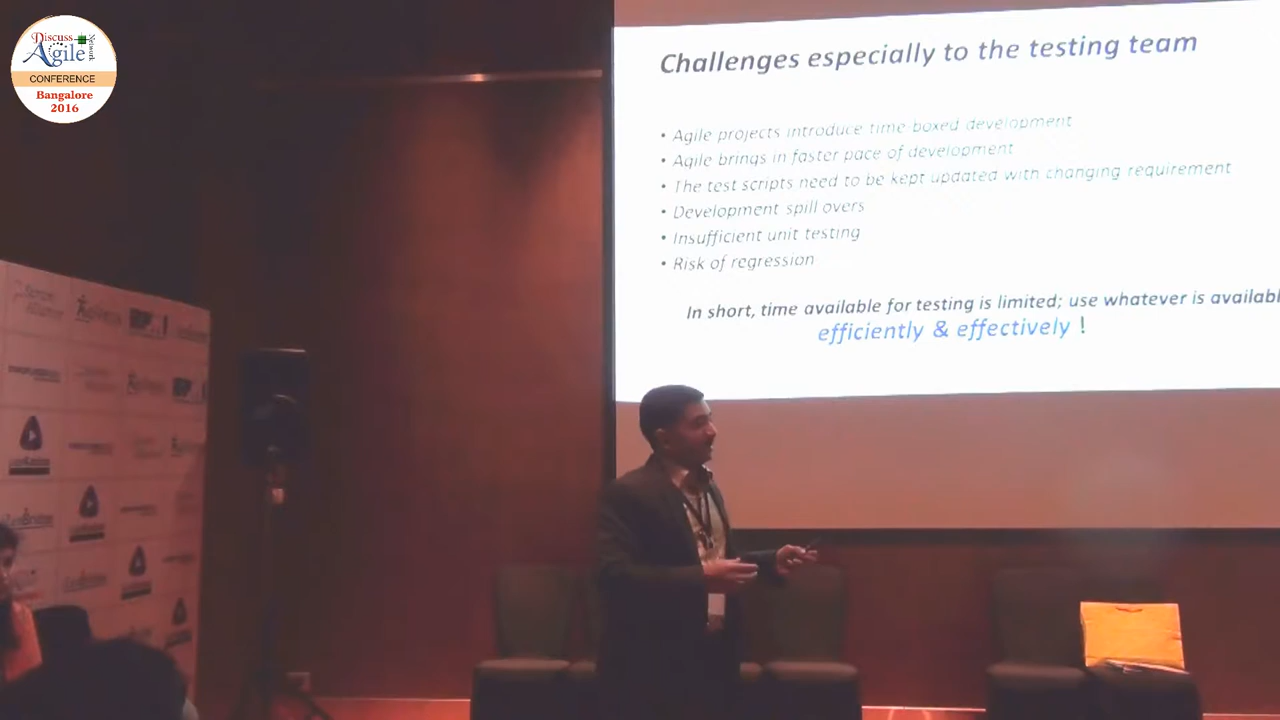 Discuss
Agile
Network
CONFERENCE
Bangalore
2016
Challenges especially to the testing team
• Agile projects introduce time boxed development
• Agile brings in faster pace of development
• The test scripts need to be kept updated with changing requirement
• Development spill overs
• Insufficient unit testing
• Risk of regression
In short, time available for testing is limited; use whatever is availabl
efficiently & effectively !